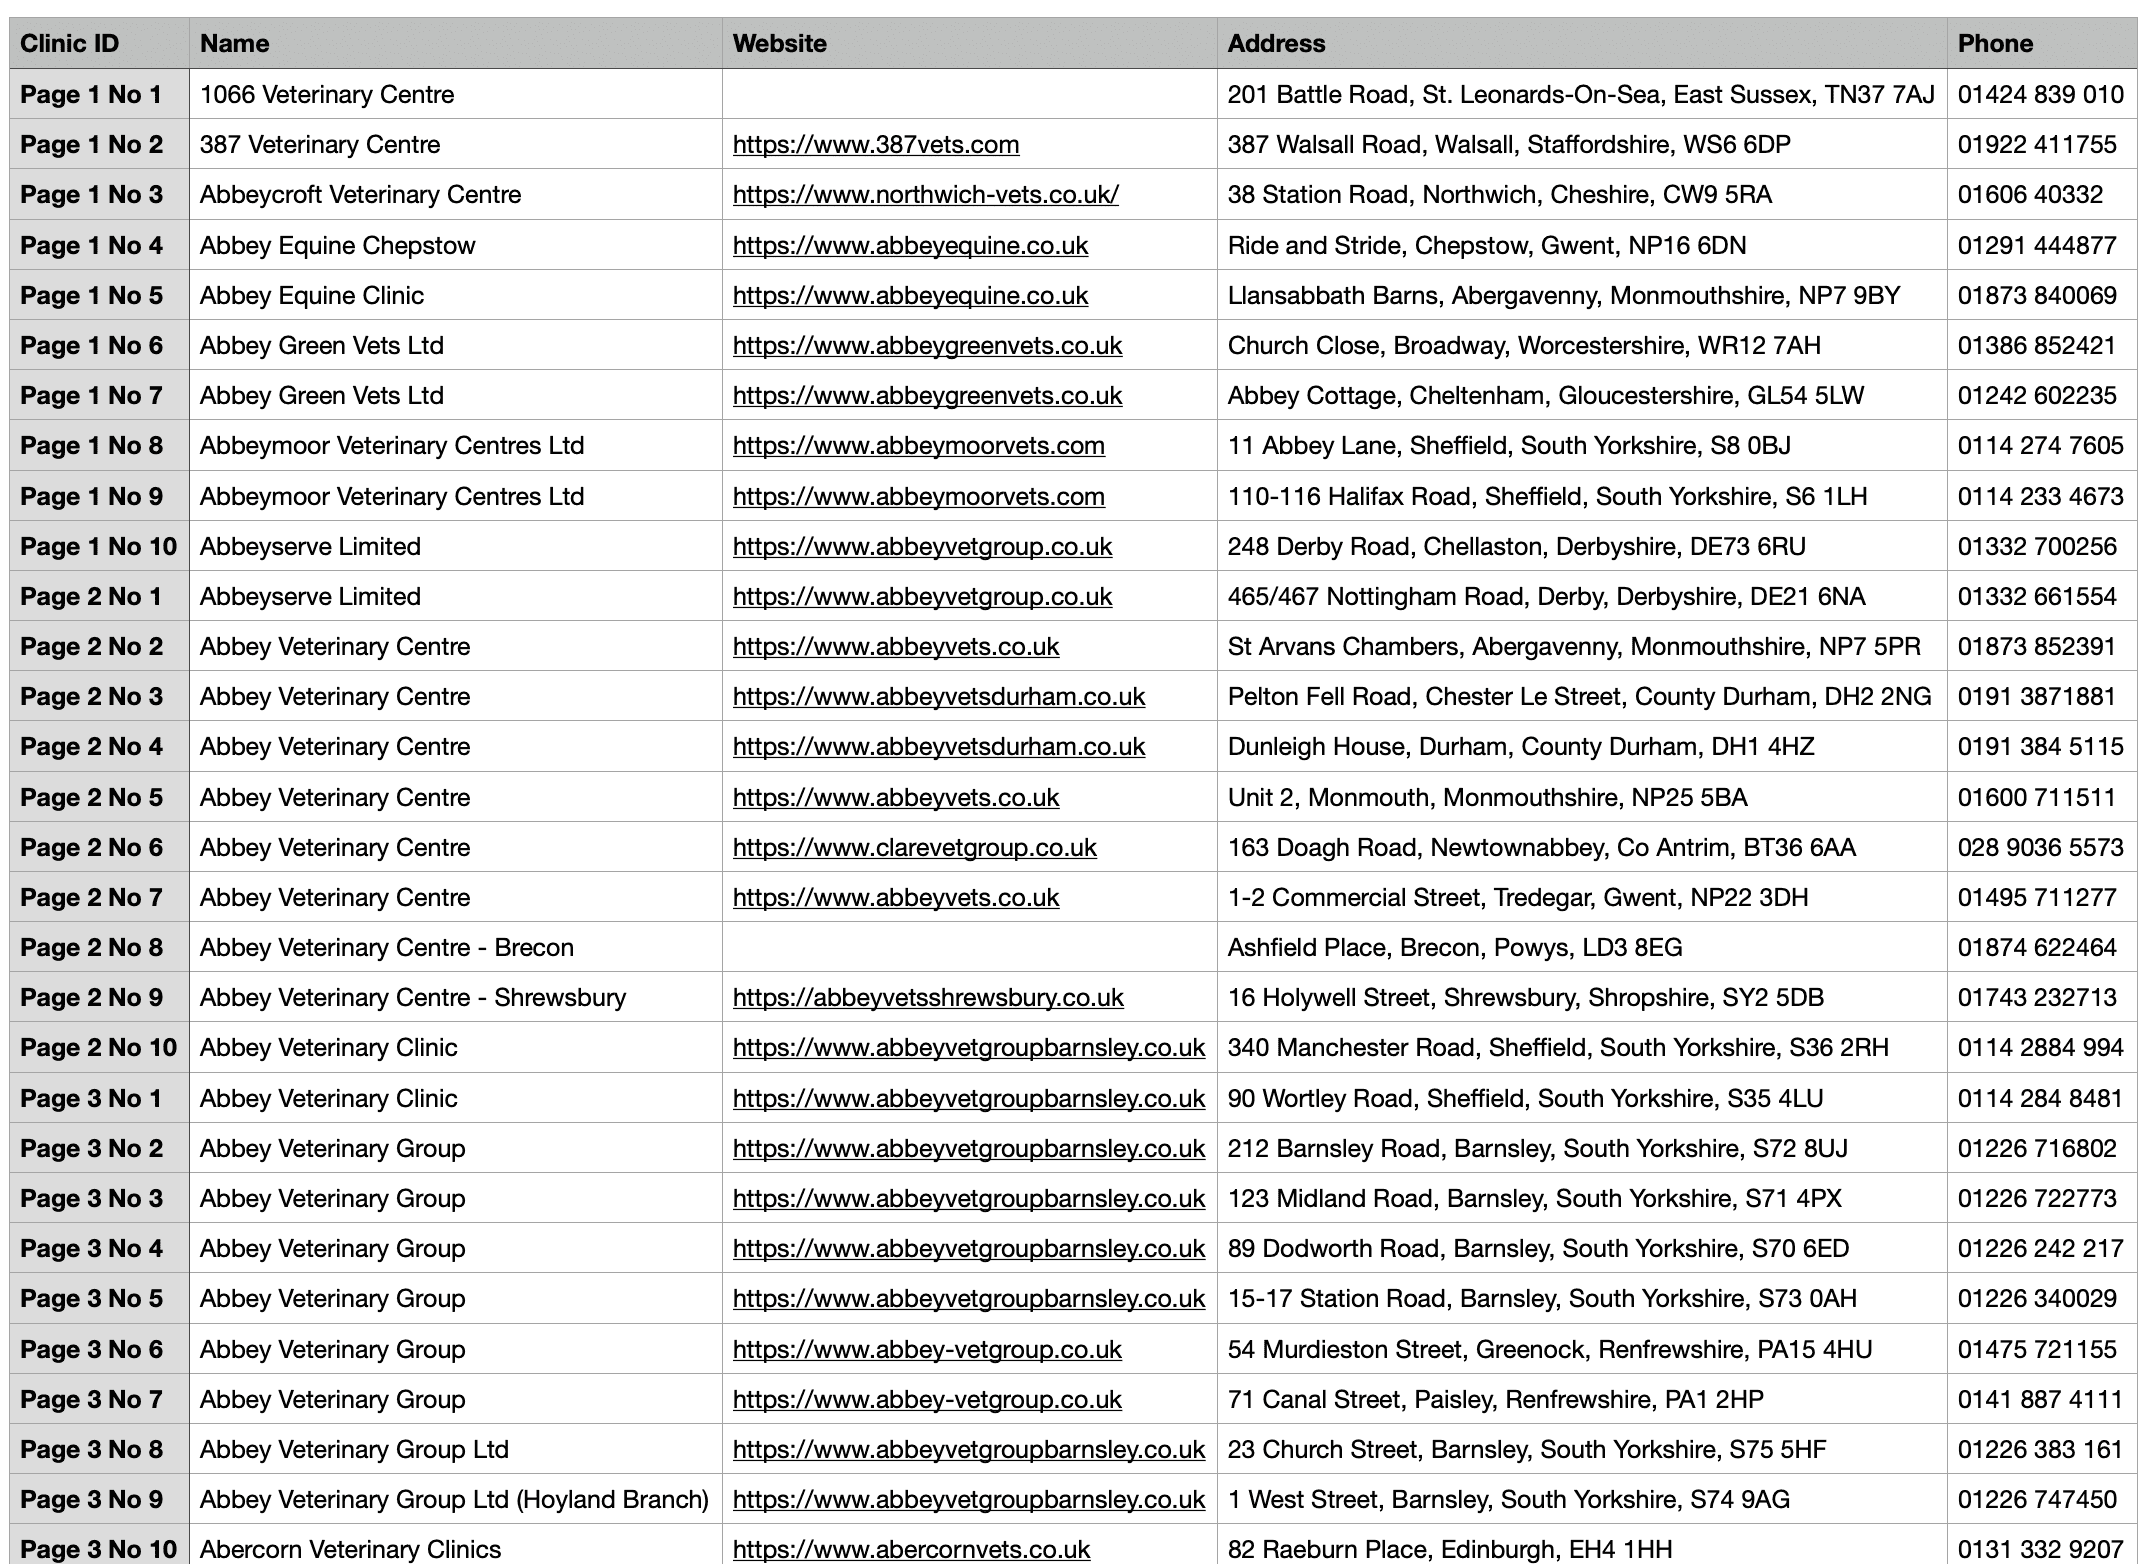 Clinic ID Name Website Address Phone
Page 1 No 1 1066 Veterinary Centre 201 Battle Road, St. Leonards-On-Sea, East Sussex, TN37 7AJ 01424 839 010
Page 1 No 2 387 Veterinary Centre https://www.387vets.com 387 Walsall Road, Walsall, Staffordshire, WS6 6DP 01922 411755
Page 1 No 3 Abbeycroft Veterinary Centre https://www.northwich-vets.co.uk/ 38 Station Road, Northwich, Cheshire, CW9 5RA 01606 40332
Page 1 No 4 Abbey Equine Chepstow https://www.abbeyequine.co.uk Ride and Stride, Chepstow, Gwent, NP16 6DN 01291 444877
Page 1 No 5 Abbey Equine Clinic https://www.abbeyequine.co.uk Llansabbath Barns, Abergavenny, Monmouthshire, NP7 9BY 01873 840069
Page 1 No 6 Abbey Green Vets Ltd https://www.abbeygreenvets.co.uk Church Close, Broadway, Worcestershire, WR12 7AH 01386 852421
Page 1 No 7 Abbey Green Vets Ltd https://www.abbeygreenvets.co.uk Abbey Cottage, Cheltenham, Gloucestershire, GL54 5LW 01242 602235
Page 1 No 8 Abbeymoor Veterinary Centres Ltd https://www.abbeymoorvets.com 11 Abbey Lane, Sheffield, South Yorkshire, S8 0BJ 0114 274 7605
Page 1 No 9 Abbeymoor Veterinary Centres Ltd https://www.abbeymoorvets.com 110-116 Halifax Road, Sheffield, South Yorkshire, S6 1LH 0114 233 4673
Page 1 No 10 Abbeyserve Limited https://www.abbeyvetgroup.co.uk 248 Derby Road, Chellaston, Derbyshire, DE73 6RU 01332 700256
Page 2 No 1 Abbeyserve Limited https://www.abbeyvetgroup.co.uk 465/467 Nottingham Road, Derby, Derbyshire, DE21 6NA 01332 661554
Page 2 No 2 Abbey Veterinary Centre https://www.abbeyvets.co.uk St Arvans Chambers, Abergavenny, Monmouthshire, NP7 5PR 01873 852391
Page 2 No 3 Abbey Veterinary Centre https://www.abbeyvetsdurham.co.uk Pelton Fell Road, Chester Le Street, County Durham, DH2 2NG 0191 3871881
Page 2 No 4 Abbey Veterinary Centre https://www.abbeyvetsdurham.co.uk Dunleigh House, Durham, County Durham, DH1 4HZ 0191 384 5115
Page 2 No 5 Abbey Veterinary Centre https://www.abbeyvets.co.uk Unit 2, Monmouth, Monmouthshire, NP25 5BA 01600 711511
Page 2 No 6 Abbey Veterinary Centre https://www.clarevetgroup.co.uk 163 Doagh Road, Newtownabbey, Co Antrim, BT36 6AA 028 9036 5573
Page 2 No 7 Abbey Veterinary Centre https://www.abbeyvets.co.uk 1-2 Commercial Street, Tredegar, Gwent, NP22 3DH 01495 711277
Page 2 No 8 Abbey Veterinary Centre - Brecon Ashfield Place, Brecon, Powys, LD3 8EG 01874 622464
Page 2 No 9 Abbey Veterinary Centre - Shrewsbury https://abbeyvetsshrewsbury.co.uk 16 Holywell Street, Shrewsbury, Shropshire, SY2 5DB 01743 232713
Page 2 No 10 Abbey Veterinary Clinic https://www.abbeyvetgroupbarnsley.co.uk 340 Manchester Road, Sheffield, South Yorkshire, S36 2RH 0114 2884 994
Page 3 No 1 Abbey Veterinary Clinic https://www.abbeyvetgroupbarnsley.co.uk 90 Wortley Road, Sheffield, South Yorkshire, S35 4LU 0114 284 8481
Page 3 No 2 Abbey Veterinary Group https://www.abbeyvetgroupbarnsley.co.uk 212 Barnsley Road, Barnsley, South Yorkshire, S72 8UJ 01226 716802
Page 3 No 3 Abbey Veterinary Group https://www.abbeyvetgroupbarnsley.co.uk 123 Midland Road, Barnsley, South Yorkshire, S71 4PX 01226 722773
Page 3 No 4 Abbey Veterinary Group https://www.abbeyvetgroupbarnsley.co.uk 89 Dodworth Road, Barnsley, South Yorkshire, S70 6ED 01226 242 217
Page 3 No 5 Abbey Veterinary Group https://www.abbeyvetgroupbarnsley.co.uk 15-17 Station Road, Barnsley, South Yorkshire, S73 0AH 01226 340029
Page 3 No 6 Abbey Veterinary Group https://www.abbey-vetgroup.co.uk 54 Murdieston Street, Greenock, Renfrewshire, PA15 4HU 01475 721155
Page 3 No 7 Abbey Veterinary Group https://www.abbey-vetgroup.co.uk 71 Canal Street, Paisley, Renfrewshire, PA1 2HP 0141 887 4111
Page 3 No 8 Abbey Veterinary Group Ltd https://www.abbeyvetgroupbarnsley.co.uk 23 Church Street, Barnsley, South Yorkshire, S75 5HF 01226 383 161
Page 3 No 9 Abbey Veterinary Group Ltd (Hoyland Branch) https://www.abbeyvetgroupbarnsley.co.uk 1 West Street, Barnsley, South Yorkshire, S74 9AG 01226 747450
Page 3 No 10 Abercorn Veterinary Clinics https://www.abercornvets.co.uk 82 Raeburn Place, Edinburgh, EH4 1HH 0131 332 9207